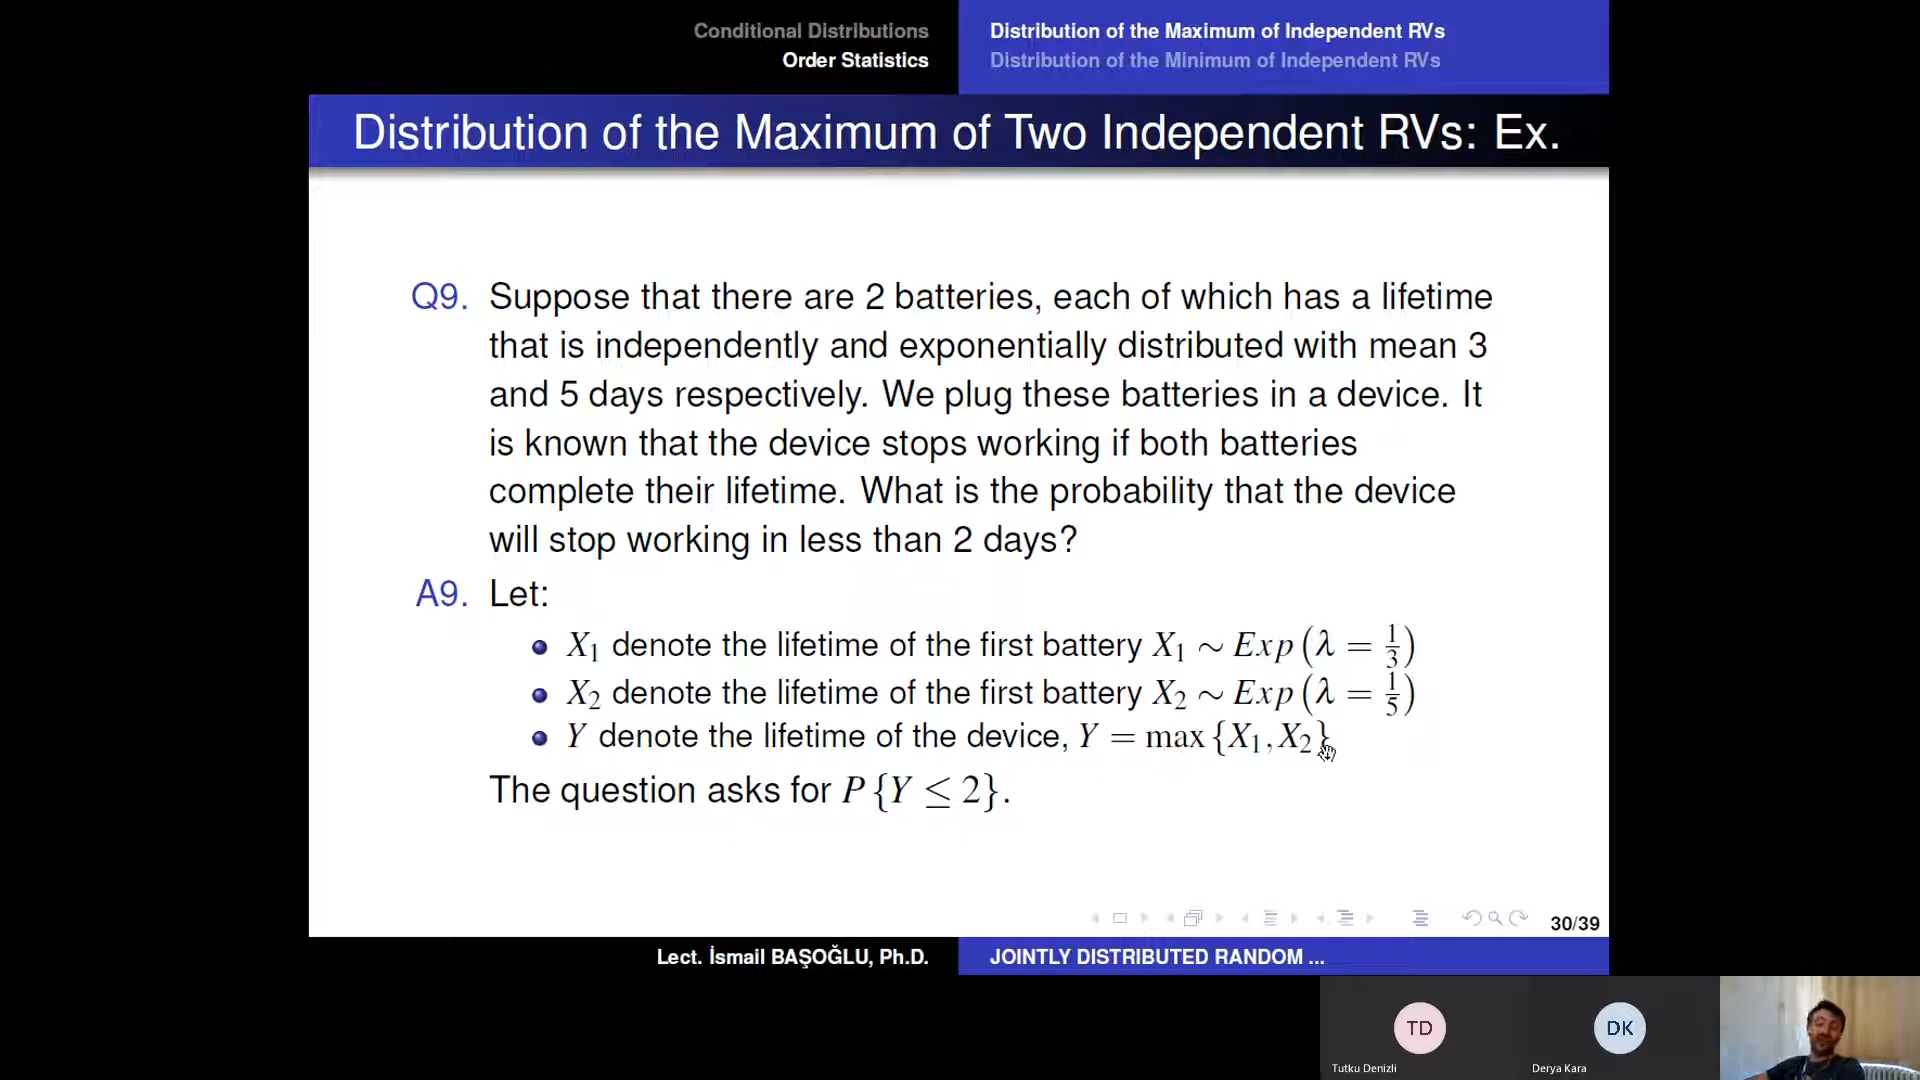 Conditional Distributions
Order Statistics
Distribution of the Maximum of Independent RVs
Distribution of the Minimum of Independent RVs
Distribution of the Maximum of Two Independent RVs: Ex.
Q9. Suppose that there are 2 batteries, each of which has a lifetime
that is independently and exponentially distributed with mean 3
and 5 days respectively. We plug these batteries in a device. It
is known that the device stops working if both batteries
complete their lifetime. What is the probability that the device
will stop working in less than 2 days?
A9. Let:
X₁ denote the lifetime of the first battery X₁ ∼ Exp(λ = 1/3)
X₂ denote the lifetime of the first battery X₂ ∼ Exp(λ = 1/5)
Y denote the lifetime of the device, Y = max{X₁, X₂}
The question asks for P{Y ≤ 2}.
30/39
Lect. İsmail BAŞOĞLU, Ph.D.
JOINTLY DISTRIBUTED RANDOM ...
TD
DK
Tutku Denizli
Derya Kara